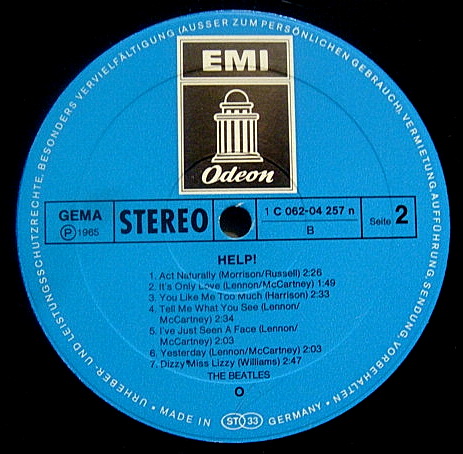 URHEBER- UND LEISTUNGSSCHUTZRECHTE, BESONDERS VERVIELFÄLTIGUNG (AUSSER ZUM PERSÖNLICHEN GEBRAUCH), VERMIETUNG, AUFFÜHRUNG, SENDUNG VORBEHALTEN •
EMI
Odeon
GEMA
℗ 1965
STEREO
1 C 062-04 257 n
B
Seite 2
HELP!
1. Act Naturally (Morrison/Russell) 2:26
2. It's Only Love (Lennon/McCartney) 1:49
3. You Like Me Too Much (Harrison) 2:33
4. Tell Me What You See (Lennon/
McCartney) 2:34
5. I've Just Seen A Face (Lennon/
McCartney) 2:03
6. Yesterday (Lennon/McCartney) 2:03
7. Dizzy Miss Lizzy (Williams) 2:47
THE BEATLES
O
• MADE IN ST 33 GERMANY •